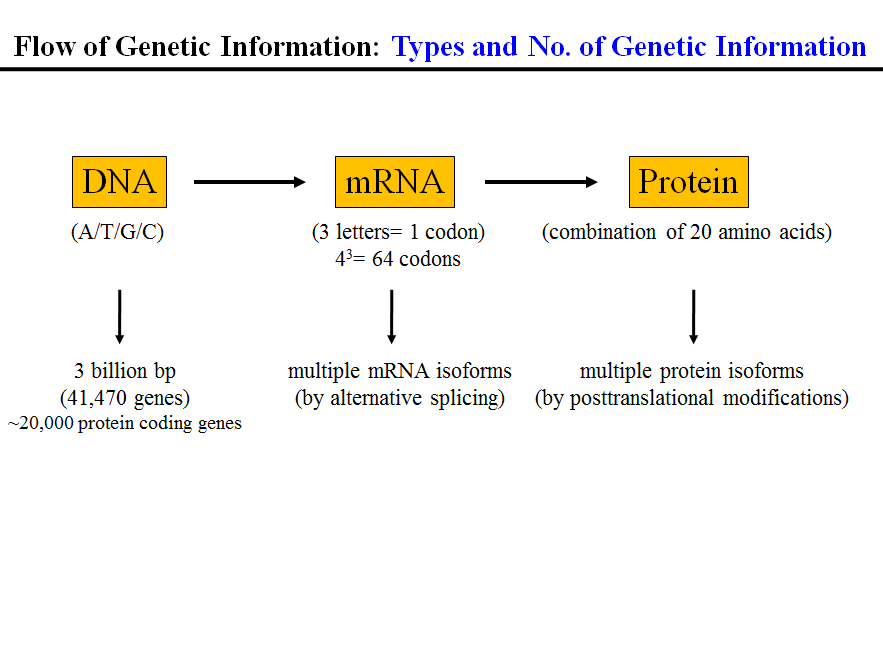 Flow of Genetic Information: Types and No. of Genetic Information
DNA
mRNA
Protein
(A/T/G/C)
(3 letters= 1 codon)
4³= 64 codons
(combination of 20 amino acids)
3 billion bp
(41,470 genes)
~20,000 protein coding genes
multiple mRNA isoforms
(by alternative splicing)
multiple protein isoforms
(by posttranslational modifications)